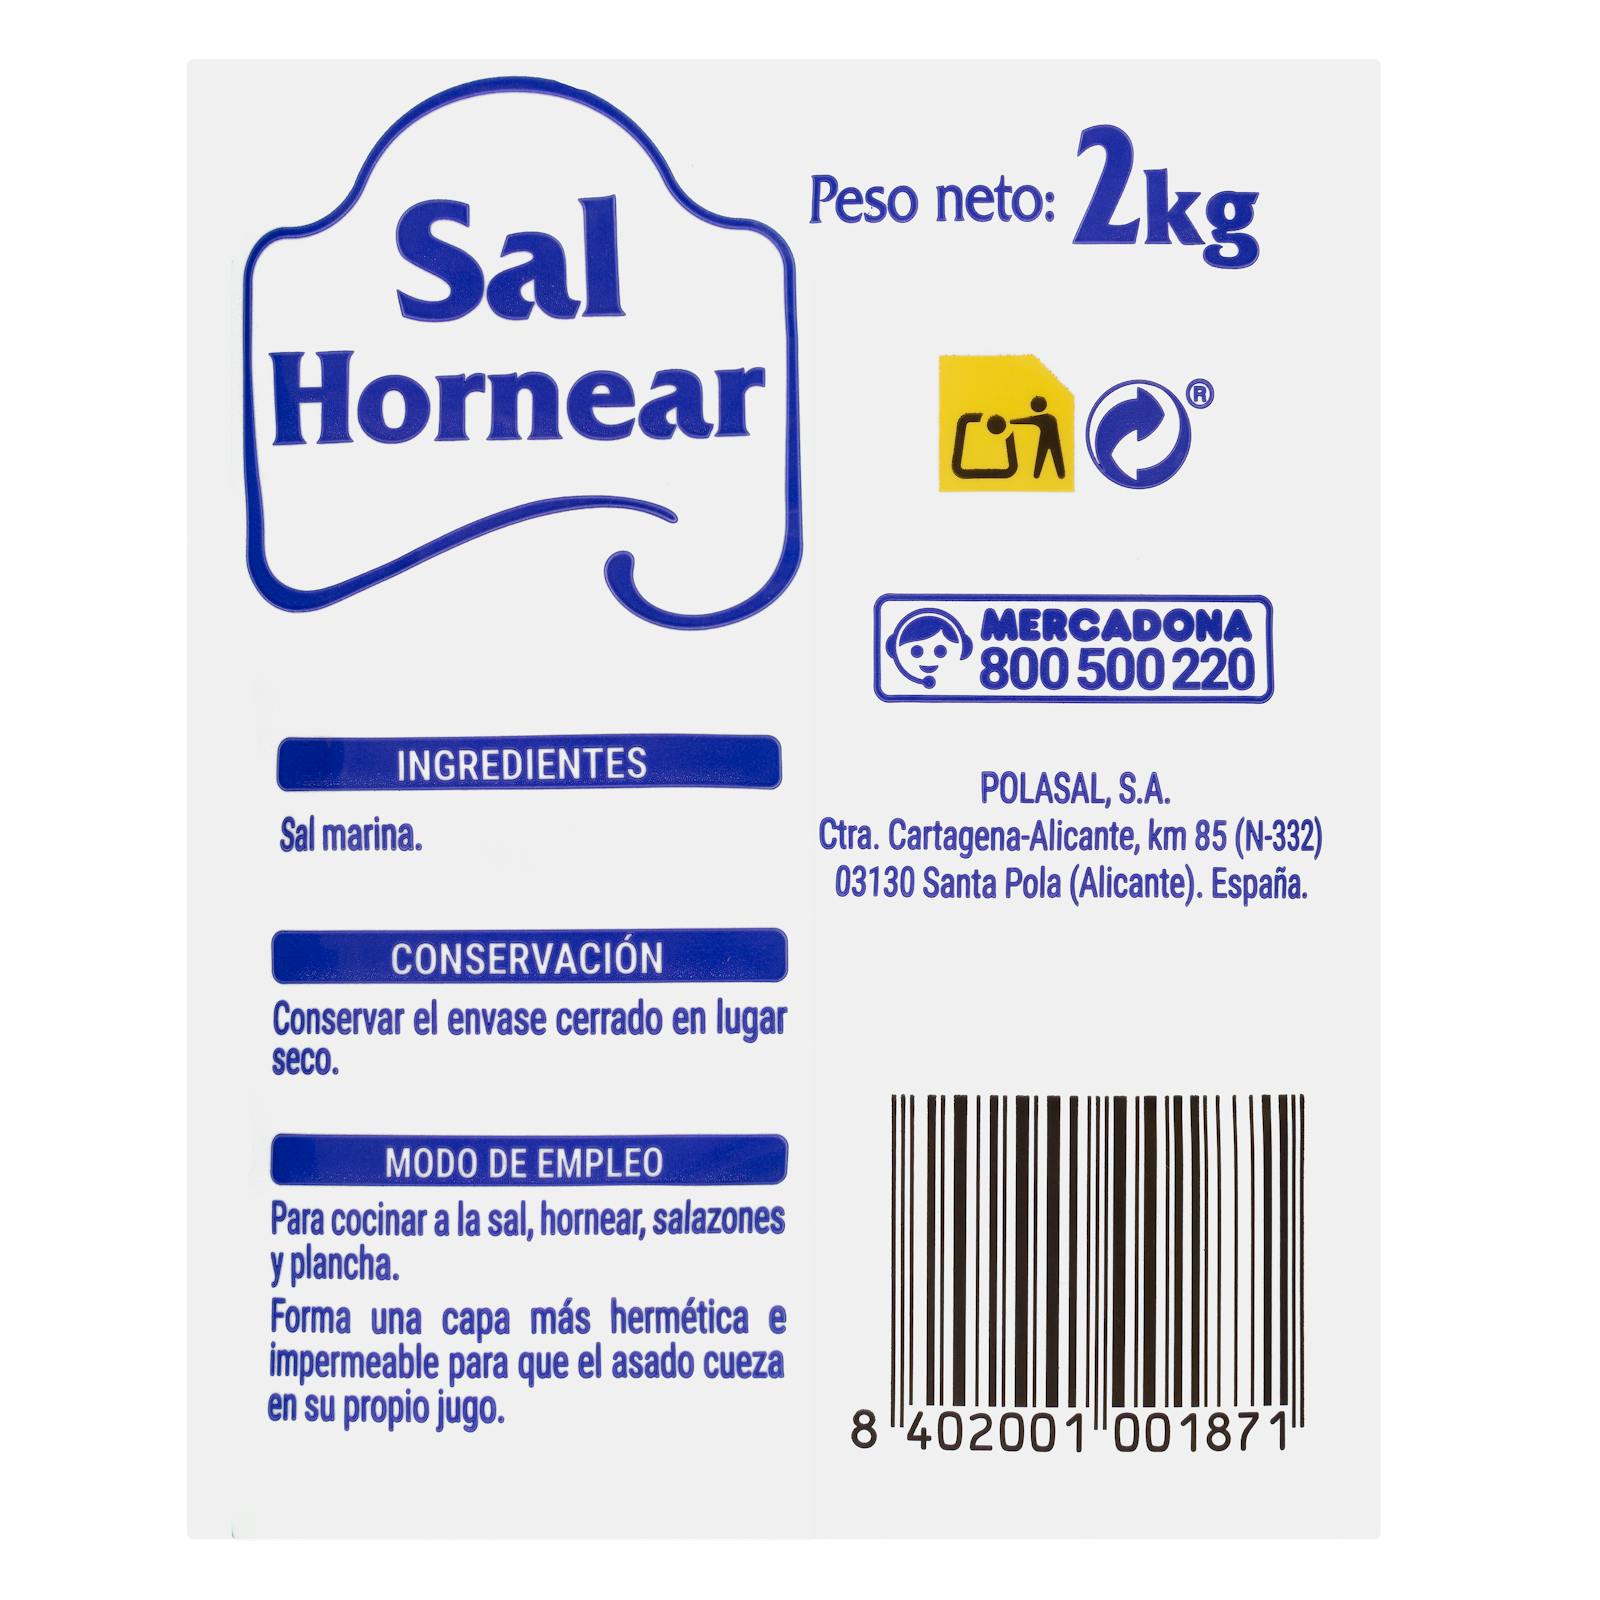 Sal
Hornear
INGREDIENTES
Sal marina.
CONSERVACIÓN
Conservar el envase cerrado en lugar
seco.
MODO DE EMPLEO
Para cocinar a la sal, hornear, salazones
y plancha.
Forma una capa más hermética e
impermeable para que el asado cueza
en su propio jugo.
Peso neto: 2kg
®
MERCADONA
800 500 220
POLASAL, S.A.
Ctra. Cartagena-Alicante, km 85 (N-332)
03130 Santa Pola (Alicante). España.
8 402001 001871